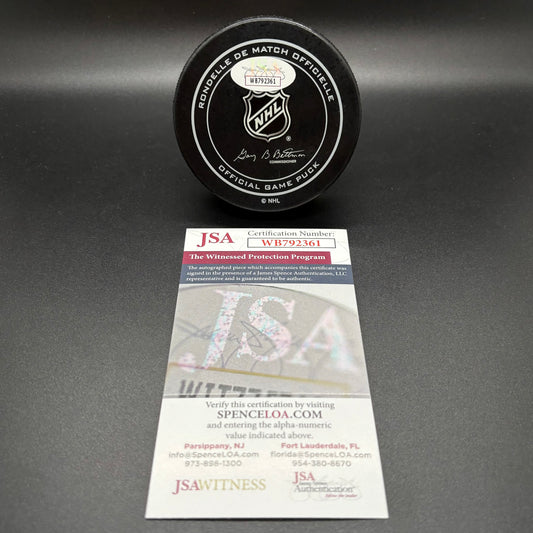 RONDELLE DE MATCH OFFICIELLE
WB792361
NHL
®
Gary B Bettman
COMMISSIONER
OFFICIAL GAME PUCK
© NHL
JSA
Certification Number:
WB792361
The Witnessed Protection Program
The autographed piece which accompanies this certificate was
signed in the presence of a James Spence Authentication, LLC
representative and is guaranteed to be authentic.
JSA
Verify this certification by visiting
SPENCELOA.COM
and entering the alpha-numeric
value indicated above.
Parsippany, NJ
info@SpenceLOA.com
973-898-1300
Fort Lauderdale, FL
florida@SpenceLOA.com
954-380-8670
JSAWITNESS
JSA
Authentication